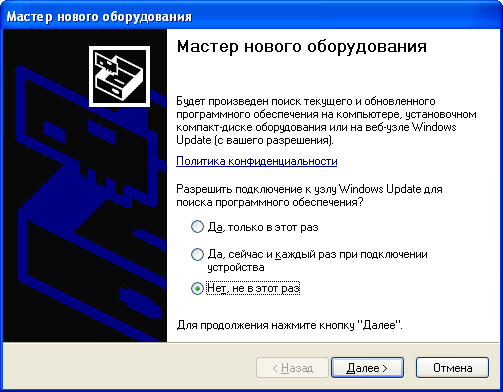 Мастер нового оборудования
Мастер нового оборудования
Будет произведен поиск текущего и обновленного
программного обеспечения на компьютере, установочном
компакт-диске оборудования или на веб-узле Windows
Update (с вашего разрешения).
Политика конфиденциальности
Разрешить подключение к узлу Windows Update для
поиска программного обеспечения?
Да, только в этот раз
Да, сейчас и каждый раз при подключении
устройства
Нет, не в этот раз
Для продолжения нажмите кнопку "Далее".
< Назад
Далее >
Отмена